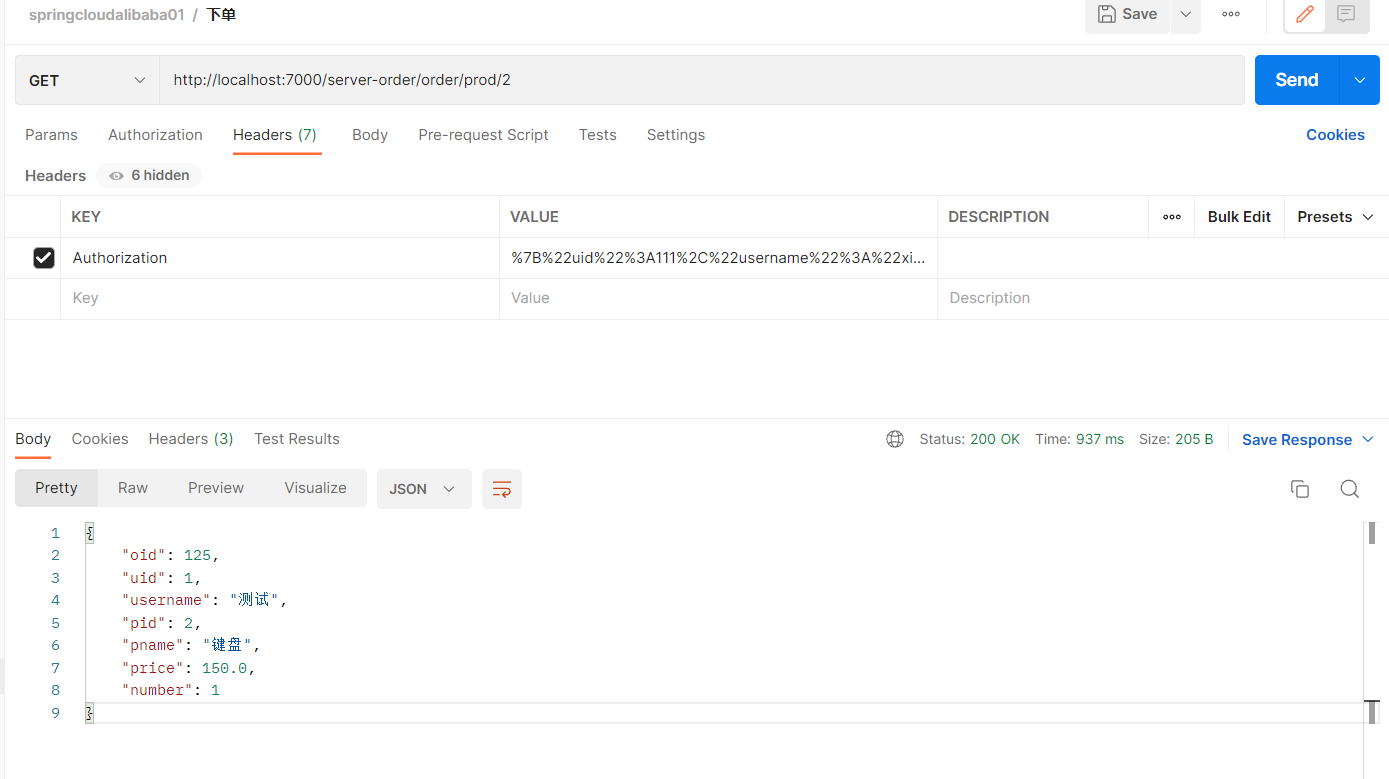 springcloudalibaba01 / 下单 Save
GET http://localhost:7000/server-order/order/prod/2 Send
Params Authorization Headers (7) Body Pre-request Script Tests Settings Cookies
Headers 6 hidden
KEY VALUE DESCRIPTION Bulk Edit Presets
Authorization %7B%22uid%22%3A111%2C%22username%22%3A%22xi...
Key Value Description
Body Cookies Headers (3) Test Results Status: 200 OK Time: 937 ms Size: 205 B Save Response
Pretty Raw Preview Visualize JSON
1 {
2 "oid": 125,
3 "uid": 1,
4 "username": "测试",
5 "pid": 2,
6 "pname": "键盘",
7 "price": 150.0,
8 "number": 1
9 }